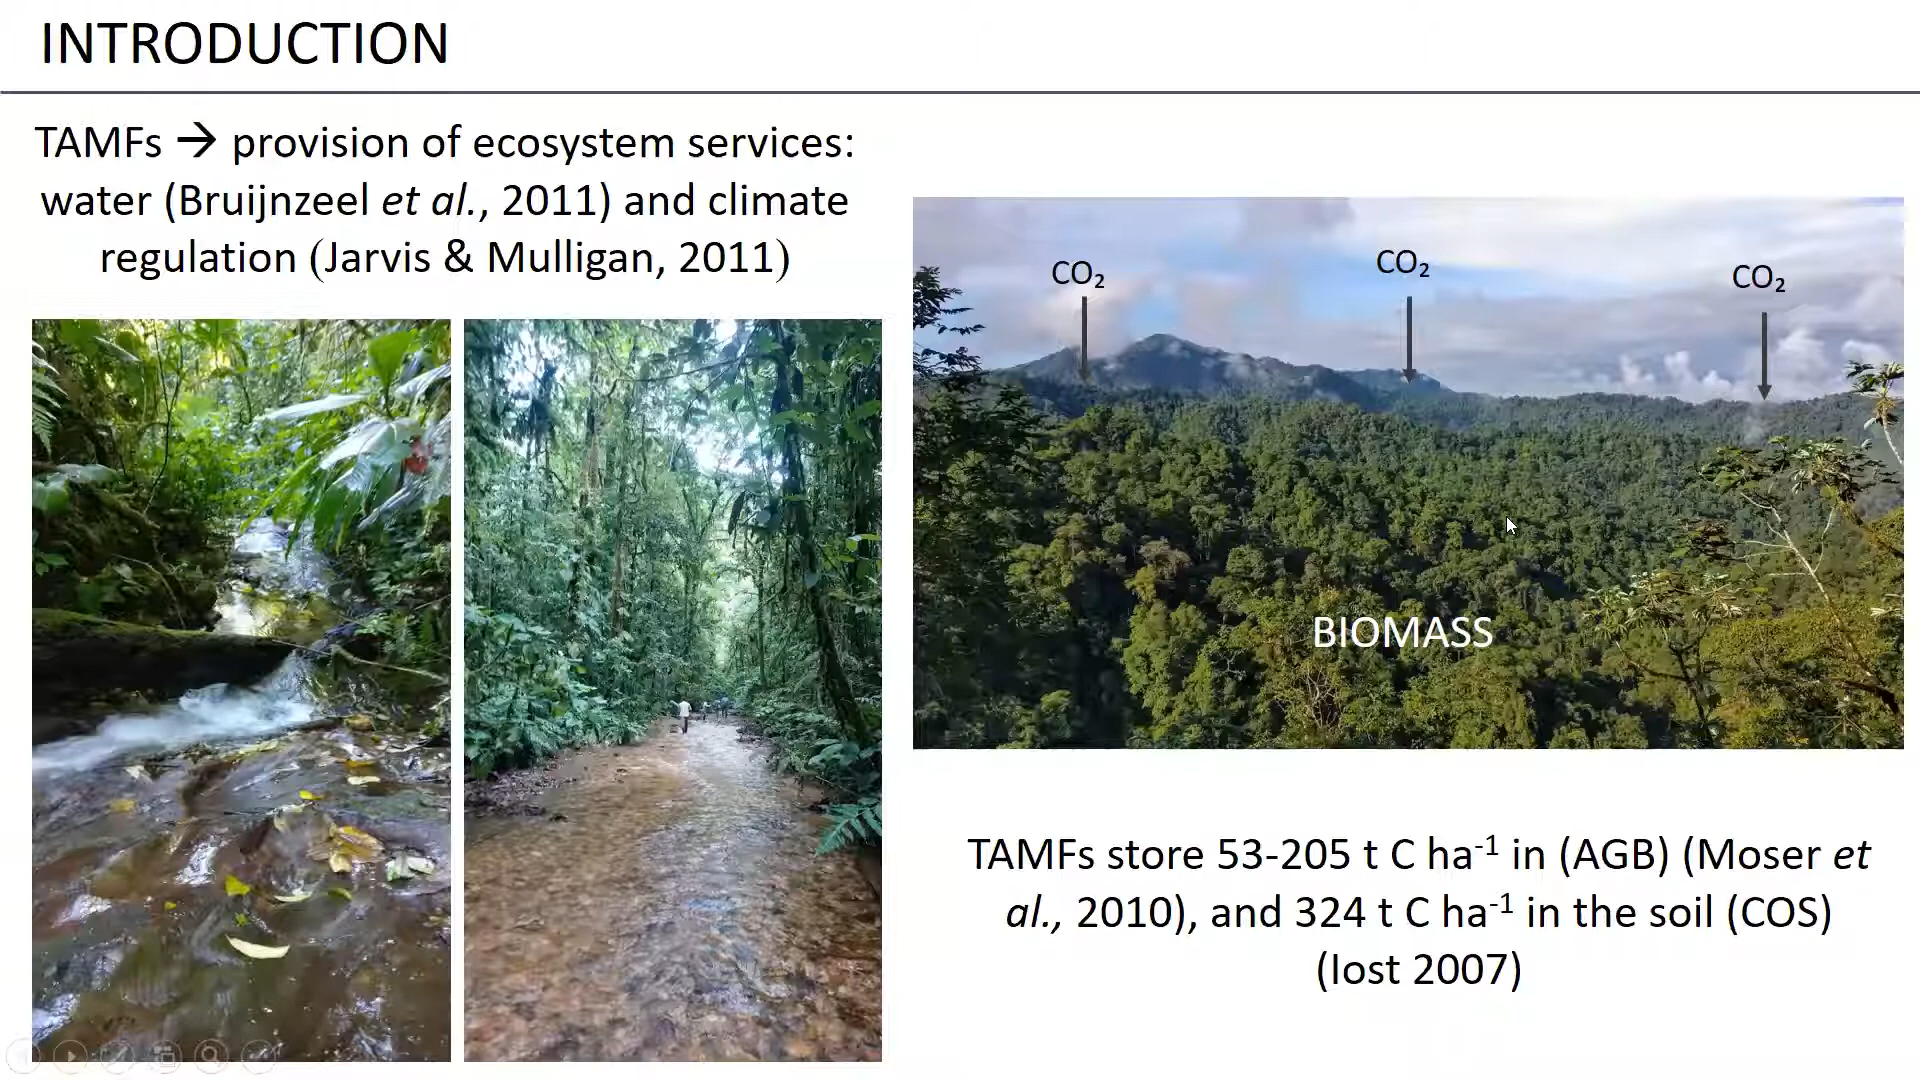 INTRODUCTION
TAMFs → provision of ecosystem services:
water (Bruijnzeel et al., 2011) and climate
regulation (Jarvis & Mulligan, 2011)
CO₂
CO₂
CO₂
BIOMASS
TAMFs store 53-205 t C ha⁻¹ in (AGB) (Moser et
al., 2010), and 324 t C ha⁻¹ in the soil (COS)
(Iost 2007)